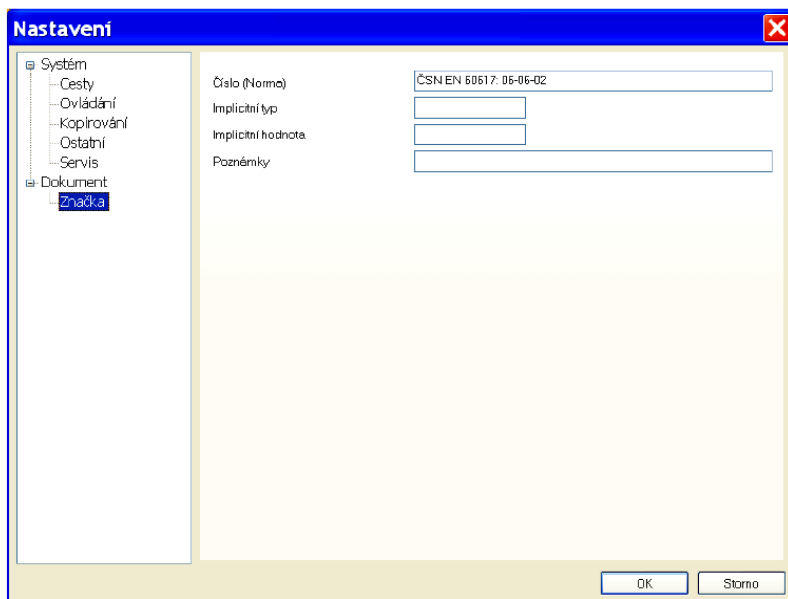 Nastavení
Systém
Cesty
Ovládání
Kopírování
Ostatní
Servis
Dokument
Značka
Číslo (Norma)
ČSN EN 60617: 06-06-02
Implicitní typ
Implicitní hodnota
Poznámky
OK
Storno